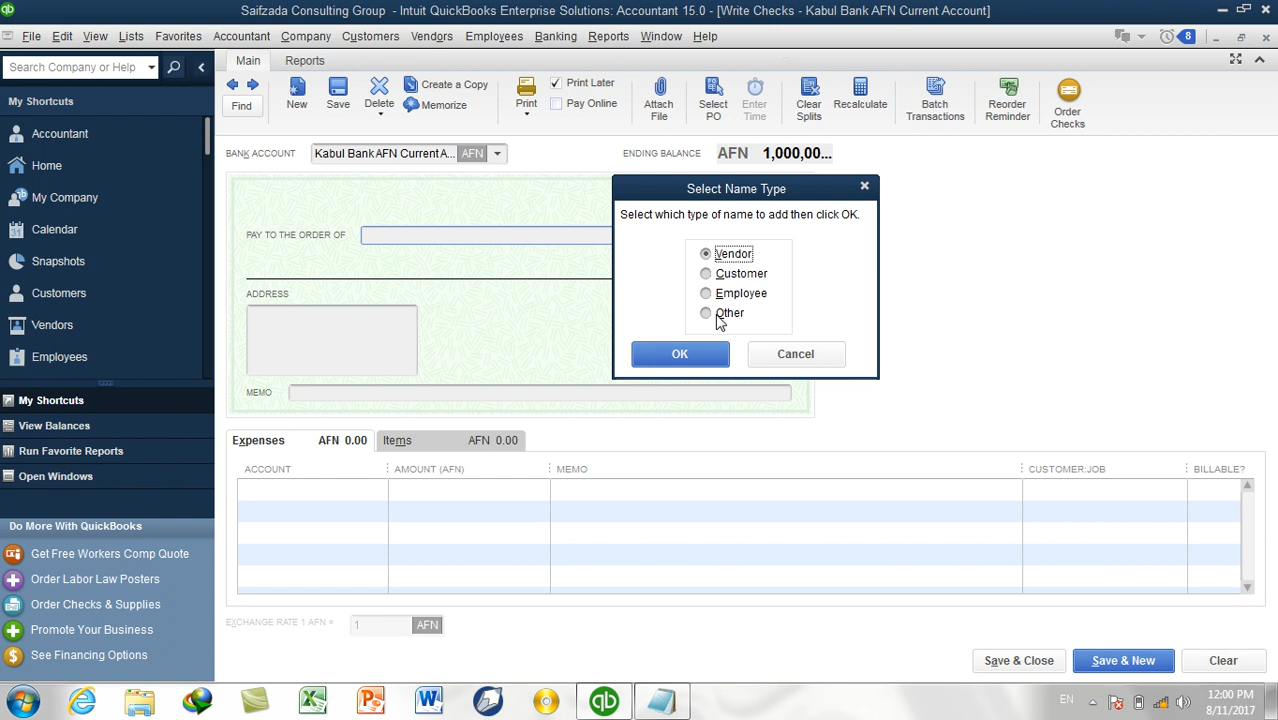 Saifzada Consulting Group - Intuit QuickBooks Enterprise Solutions: Accountant 15.0 - [Write Checks - Kabul Bank AFN Current Account]
File Edit View Lists Favorites Accountant Company Customers Vendors Employees Banking Reports Window Help
8
Search Company or Help
Main Reports
Find
New
Save
Delete
Create a Copy
Memorize
Print
Print Later
Pay Online
Attach File
Select PO
Enter Time
Clear Splits
Recalculate
Batch Transactions
Reorder Reminder
Order Checks
My Shortcuts
Accountant
Home
My Company
Calendar
Snapshots
Customers
Vendors
Employees
My Shortcuts
View Balances
Run Favorite Reports
Open Windows
Do More With QuickBooks
Get Free Workers Comp Quote
Order Labor Law Posters
Order Checks & Supplies
Promote Your Business
See Financing Options
BANK ACCOUNT Kabul Bank AFN Current A... AFN
ENDING BALANCE AFN 1,000,00...
PAY TO THE ORDER OF
ADDRESS
MEMO
Select Name Type
Select which type of name to add then click OK.
Vendor
Customer
Employee
Other
OK Cancel
Expenses AFN 0.00 Items AFN 0.00
ACCOUNT AMOUNT (AFN) MEMO CUSTOMER:JOB BILLABLE?
EXCHANGE RATE 1 AFN = 1 AFN
Save & Close Save & New Clear
EN
12:00 PM
8/11/2017